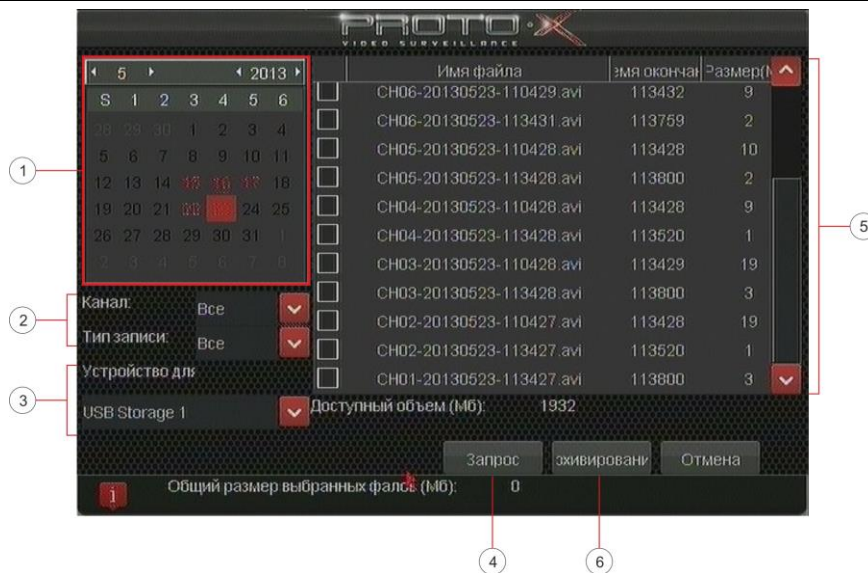 PROTO-X
VIDEO SURVEILLANCE
5 2013
S 1 2 3 4 5 6
28 29 30 1 2 3 4
5 6 7 8 9 10 11
12 13 14 15 16 17 18
19 20 21 24 25
26 27 28 29 30 31 1
2 3 4 5 6 7 8
Имя файла емя окончан Размер(М
CH06-20130523-110429.avi 113432 9
CH06-20130523-113431.avi 113759 2
CH05-20130523-110428.avi 113428 10
CH05-20130523-113428.avi 113800 2
CH04-20130523-110428.avi 113428 9
CH04-20130523-113428.avi 113520 1
CH03-20130523-110428.avi 113429 19
CH03-20130523-113428.avi 113800 3
CH02-20130523-110427.avi 113428 19
CH02-20130523-113427.avi 113520 1
CH01-20130523-113427.avi 113800 3
Канал: Все
Тип записи: Все
Устройство для
USB Storage 1
Доступный объем (Мб): 1932
Запрос рхивировани Отмена
i Общий размер выбранных фалов (Мб): 0
1
2
3
4
5
6